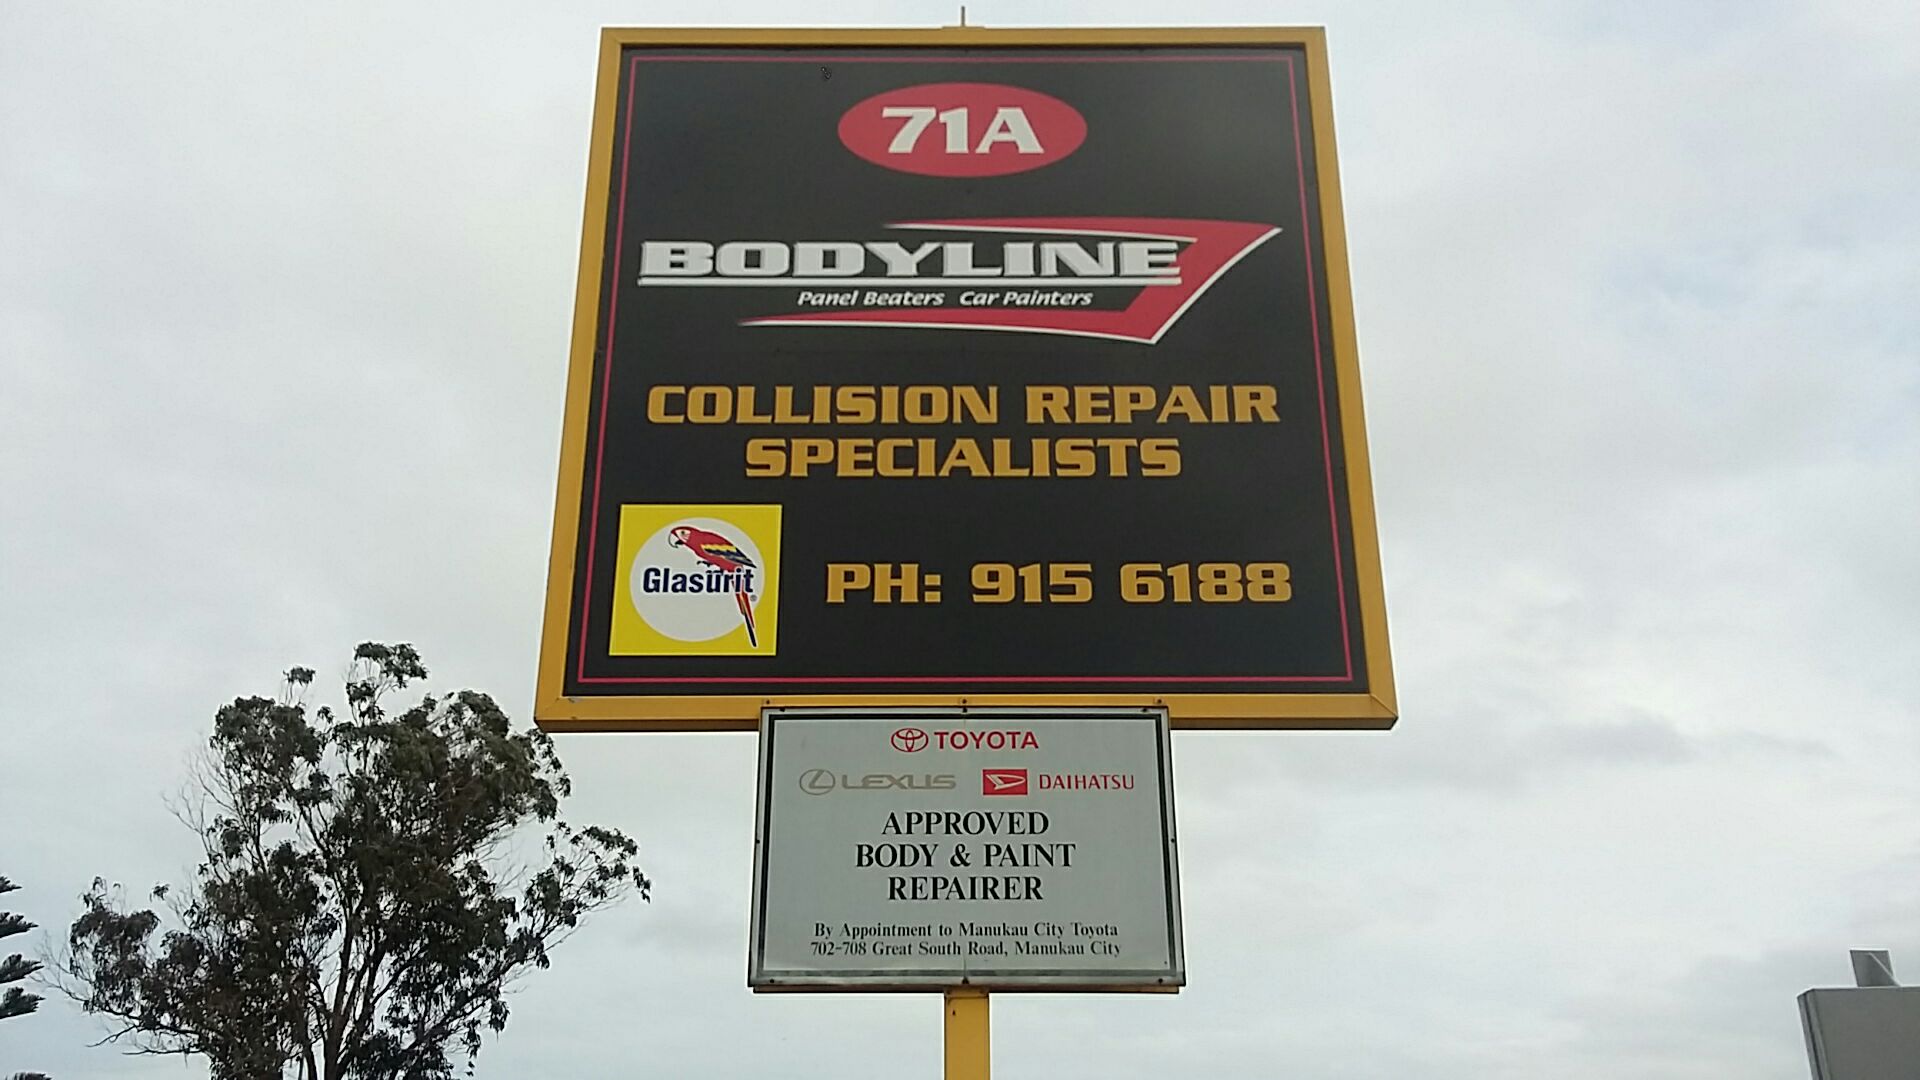 71A
BODYLINE
Panel Beaters Car Painters
COLLISION REPAIR
SPECIALISTS
Glasurit
PH: 915 6188
TOYOTA
LEXUS DAIHATSU
APPROVED
BODY & PAINT
REPAIRER
By Appointment to Manukau City Toyota
702-708 Great South Road, Manukau City